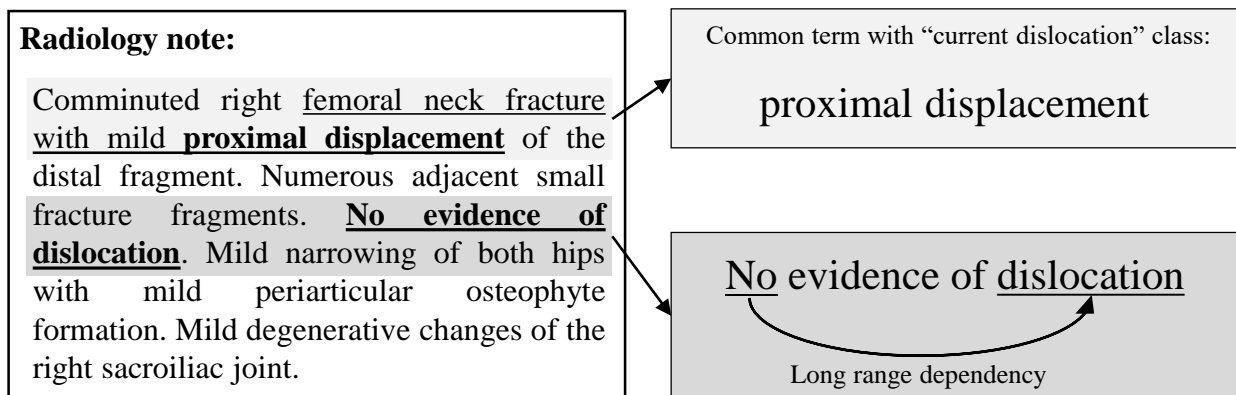 Radiology note:
Comminuted right femoral neck fracture
with mild proximal displacement of the
distal fragment. Numerous adjacent small
fracture fragments. No evidence of
dislocation. Mild narrowing of both hips
with mild periarticular osteophyte
formation. Mild degenerative changes of the
right sacroiliac joint.
Common term with “current dislocation” class:
proximal displacement
No evidence of dislocation
Long range dependency